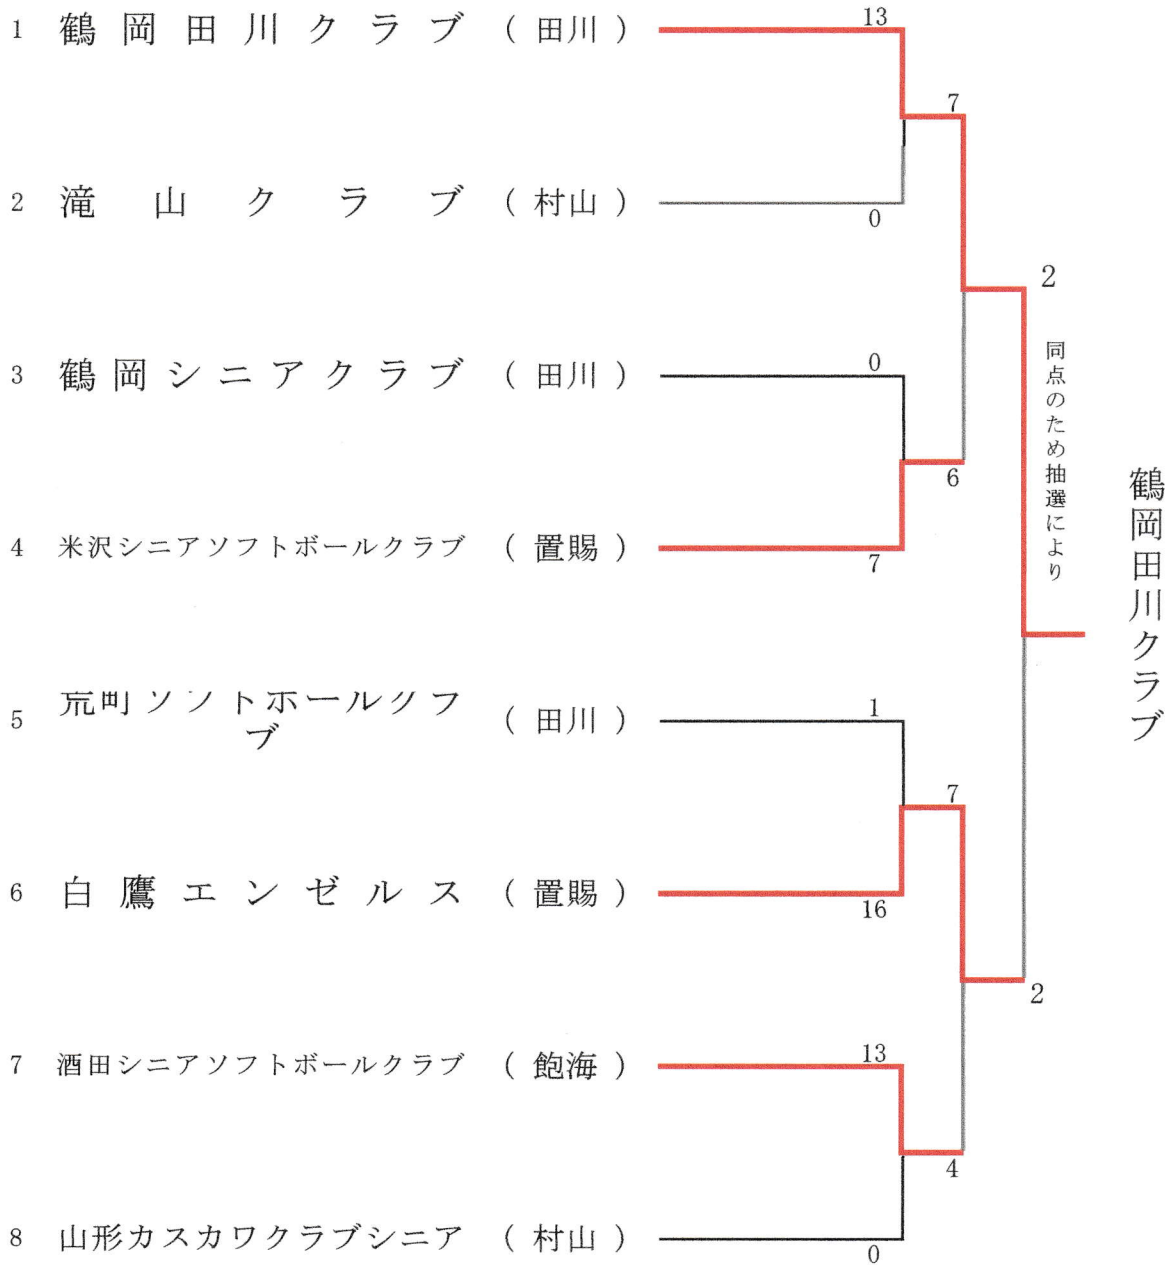 1 鶴岡田川クラブ （田川） 13
7
2 滝山クラブ （村山） 0
2
3 鶴岡シニアクラブ （田川） 0
6
4 米沢シニアソフトボールクラブ （置賜） 7
同点のため抽選により
鶴岡田川クラブ
5 荒町ソフトボールクラブ （田川） 1
7
6 白鷹エンゼルス （置賜） 16
2
7 酒田シニアソフトボールクラブ （飽海） 13
4
8 山形カスカワクラブシニア （村山） 0